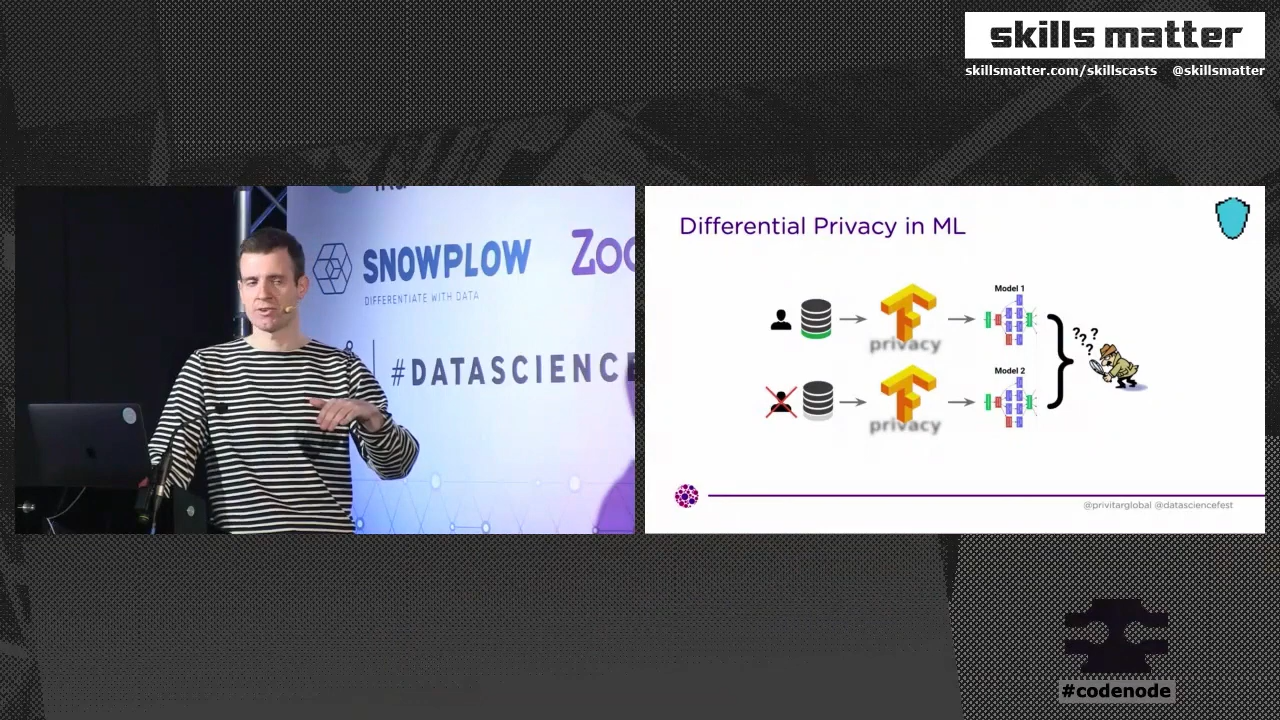 skills matter
skillsmatter.com/skillscasts @skillsmatter
SNOWPLOW
DIFFERENTIATE WITH DATA
#DATASCIENCE
Differential Privacy in ML
Model 1
privacy
??
??
Model 2
privacy
@privitarglobal @datasciencefest
#codenode